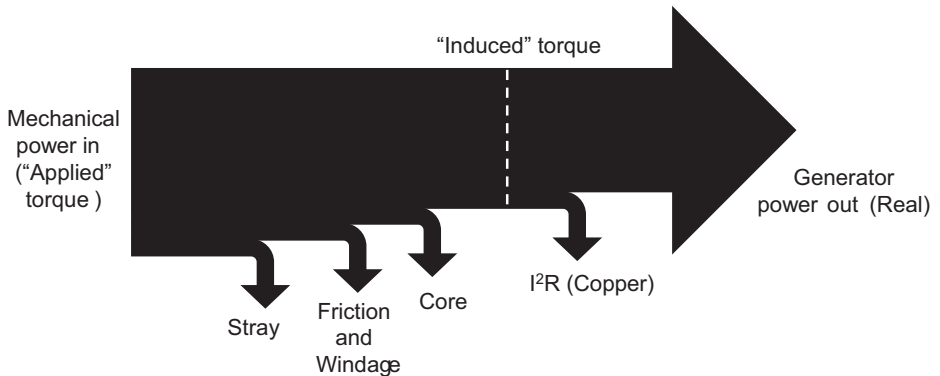 “Induced” torque
Mechanical
power in
(“Applied”
torque )
Generator
power out (Real)
I²R (Copper)
Core
Friction
and
Windage
Stray